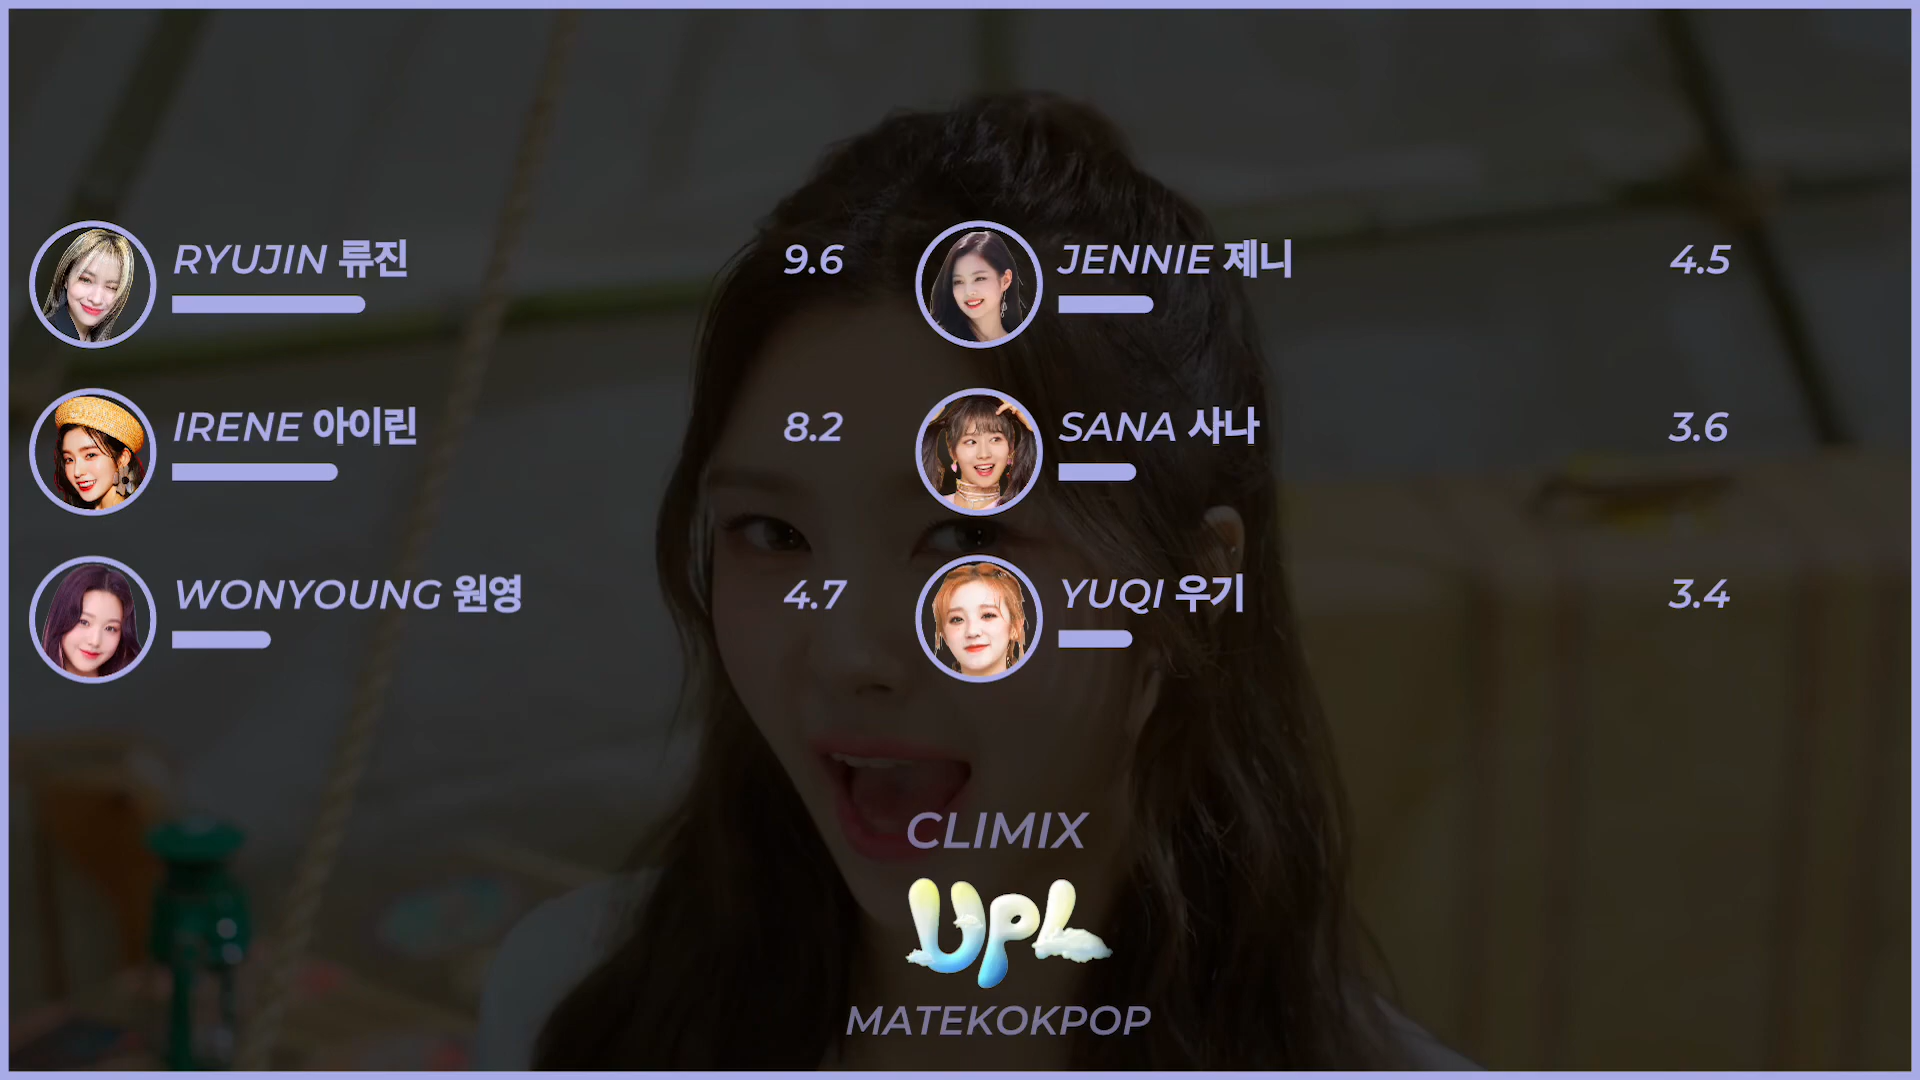 RYUJIN 류진 9.6
IRENE 아이린 8.2
WONYOUNG 원영 4.7
JENNIE 제니 4.5
SANA 사나 3.6
YUQI 우기 3.4
CLIMIX
UPL
MATEKOKPOP